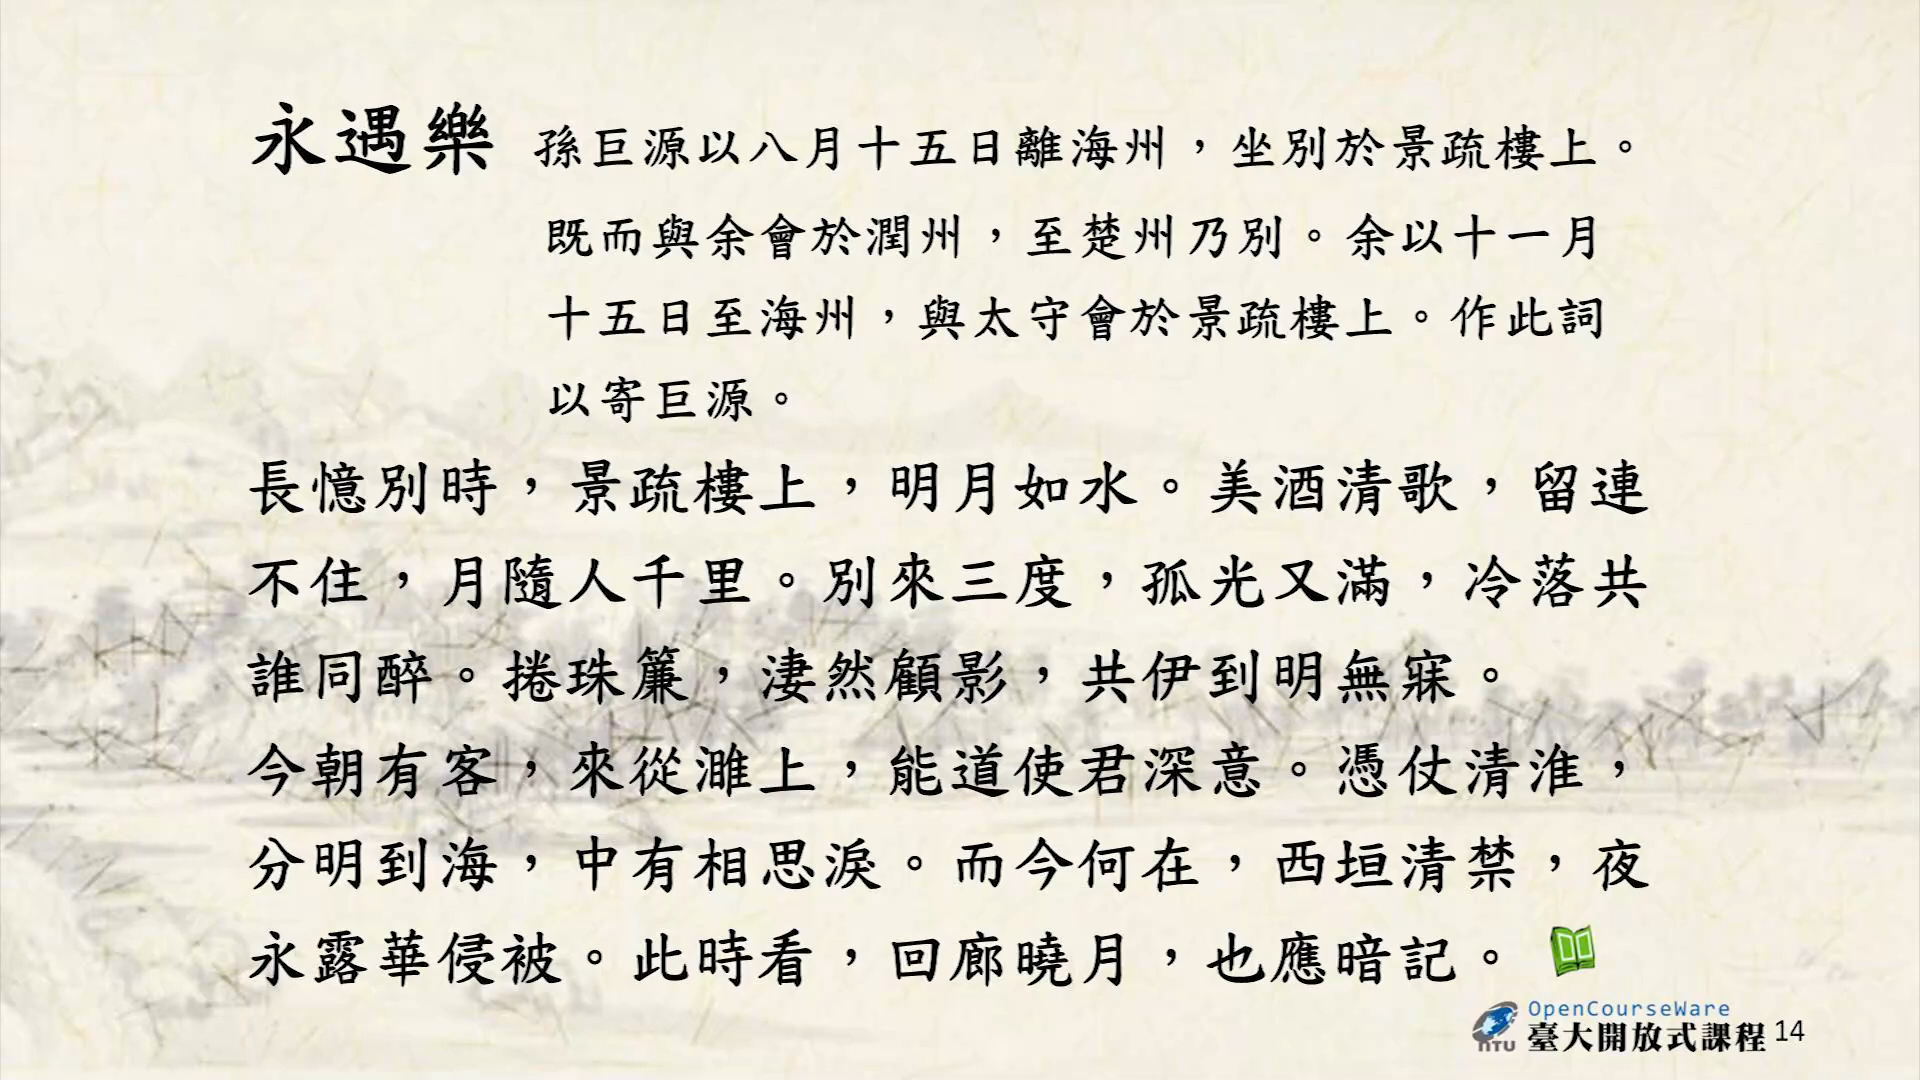 永遇樂 孫巨源以八月十五日離海州，坐別於景疏樓上。
既而與余會於潤州，至楚州乃別。余以十一月
十五日至海州，與太守會於景疏樓上。作此詞
以寄巨源。
長憶別時，景疏樓上，明月如水。美酒清歌，留連
不住，月隨人千里。別來三度，孤光又滿，冷落共
誰同醉。捲珠簾，淒然顧影，共伊到明無寐。
今朝有客，來從濉上，能道使君深意。憑仗清淮，
分明到海，中有相思淚。而今何在，西垣清禁，夜
永露華侵被。此時看，回廊曉月，也應暗記。
OpenCourseWare
NTU 臺大開放式課程 14